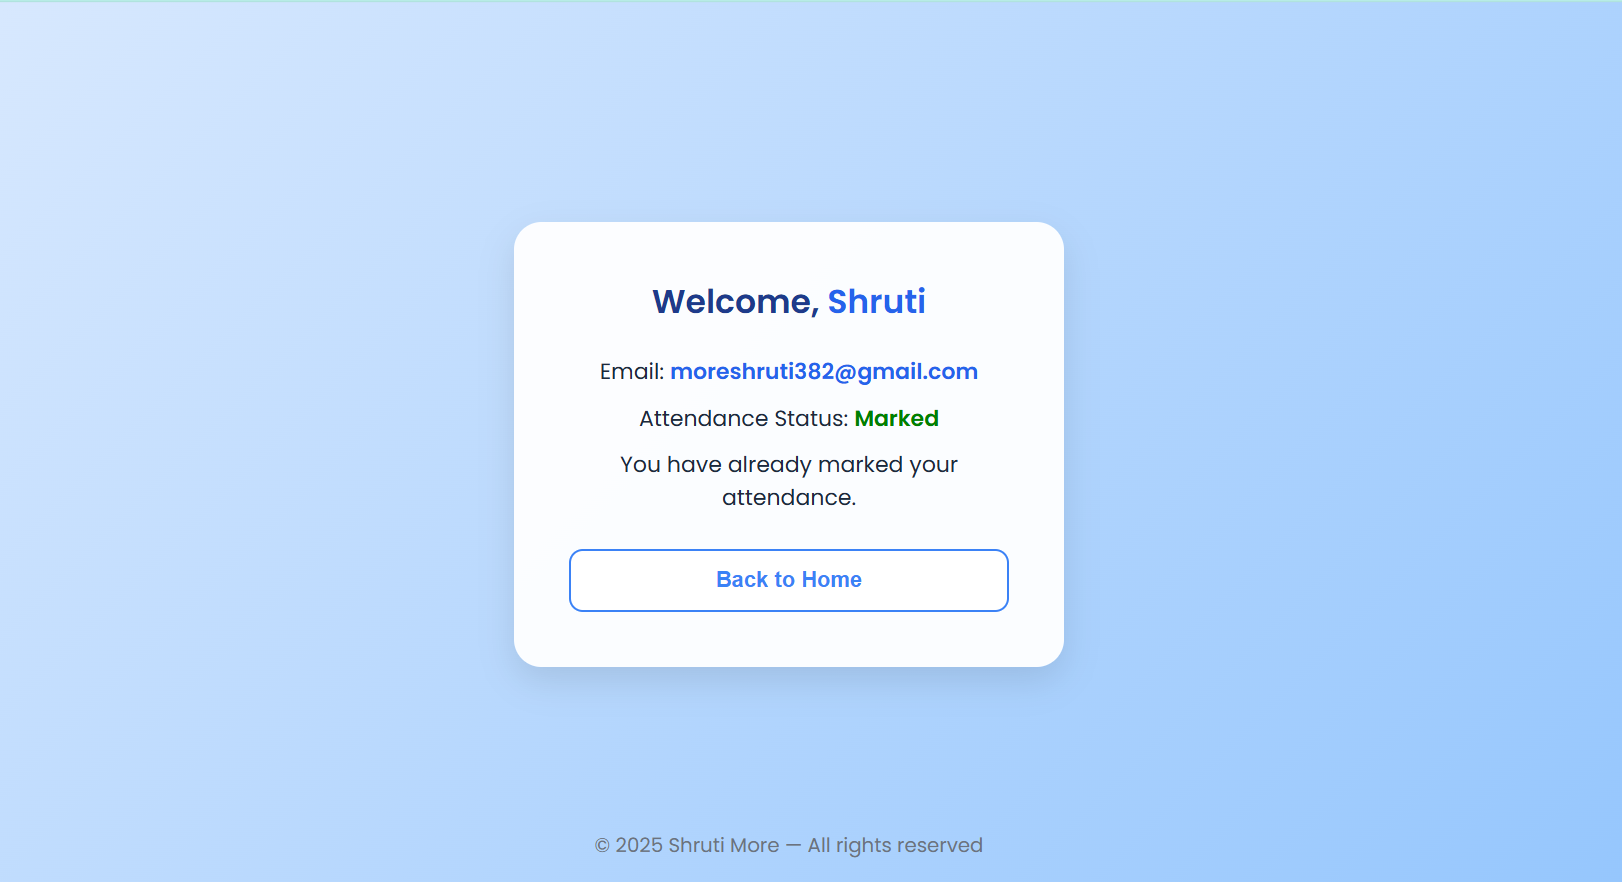 Welcome, Shruti
Email: moreshruti382@gmail.com
Attendance Status: Marked
You have already marked your
attendance.
Back to Home
© 2025 Shruti More — All rights reserved